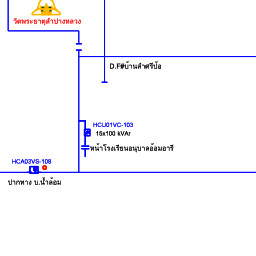 วัดพระธาตุลำปางหลวง
D.F#บ้านลำศรีบ้อ
HCU01VC-103
15x100 kVAr
หน้าโรงเรียนอนุบาลอ้อมอารี
HCA03VS-108
ปากทาง บ.น้ำล้อม